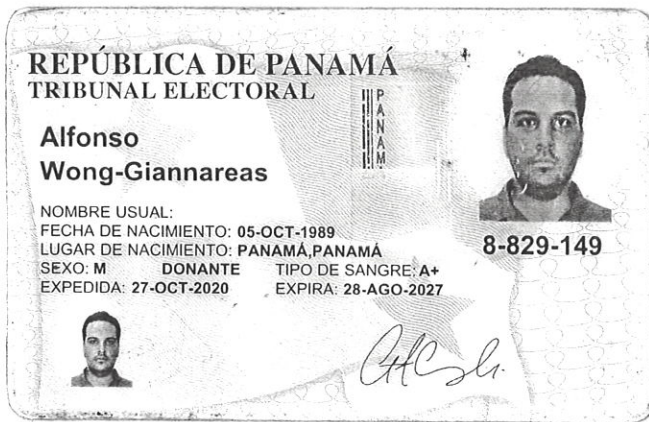 REPÚBLICA DE PANAMÁ
TRIBUNAL ELECTORAL
PANAM
Alfonso
Wong-Giannareas
NOMBRE USUAL:
FECHA DE NACIMIENTO: 05-OCT-1989
LUGAR DE NACIMIENTO: PANAMÁ,PANAMÁ
SEXO: M DONANTE TIPO DE SANGRE: A+
EXPEDIDA: 27-OCT-2020 EXPIRA: 28-AGO-2027
8-829-149